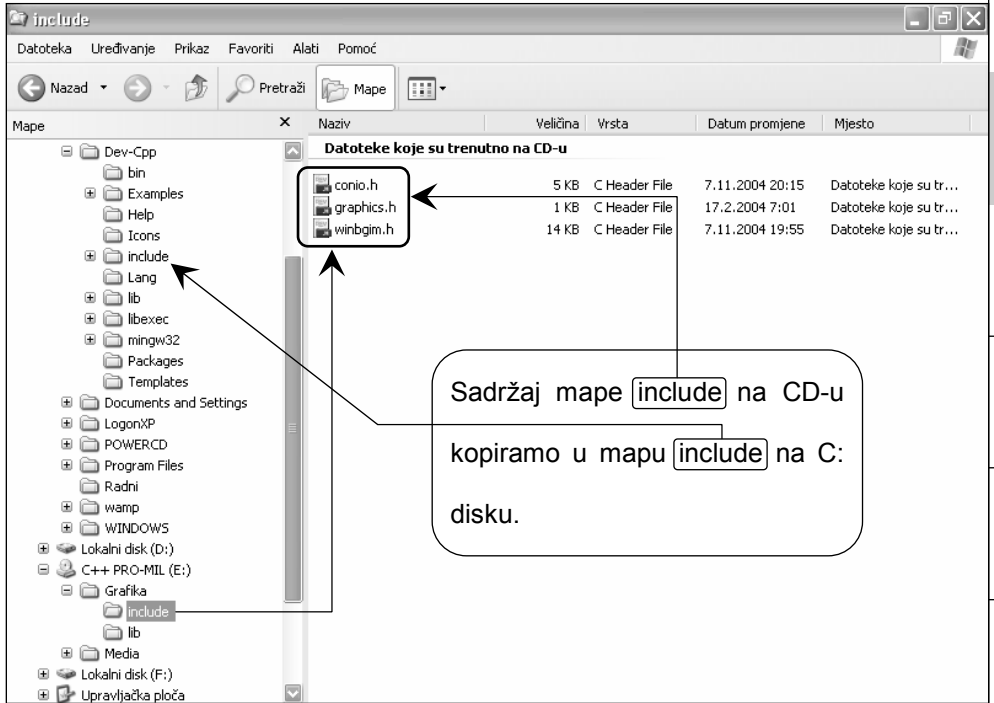 include
Datoteka Uređivanje Prikaz Favoriti Alati Pomoć
Nazad Pretraži Mape
Mape
Naziv Veličina Vrsta Datum promjene Mjesto
Datoteke koje su trenutno na CD-u
conio.h 5 KB C Header File 7.11.2004 20:15 Datoteke koje su tr...
graphics.h 1 KB C Header File 17.2.2004 7:01 Datoteke koje su tr...
winbgim.h 14 KB C Header File 7.11.2004 19:55 Datoteke koje su tr...
Dev-Cpp
bin
Examples
Help
Icons
include
Lang
lib
libexec
mingw32
Packages
Templates
Documents and Settings
LogonXP
POWERCD
Program Files
Radni
wamp
WINDOWS
Lokalni disk (D:)
C++ PRO-MIL (E:)
Grafika
include
lib
Media
Lokalni disk (F:)
Upravljačka ploča
Sadržaj mape include na CD-u
kopiramo u mapu include na C:
disku.